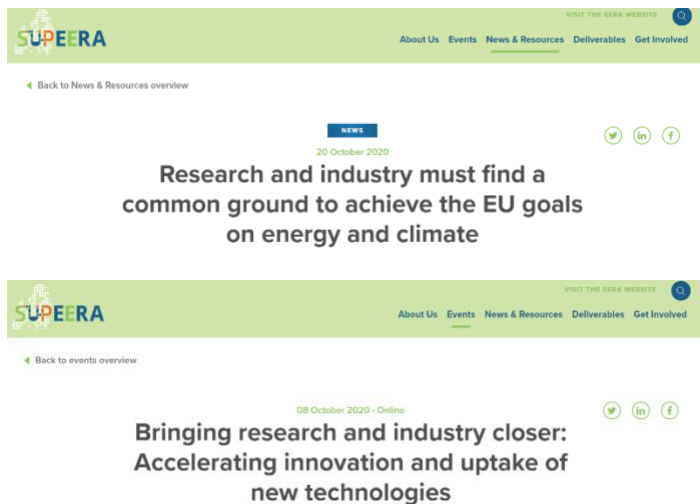 VISIT THE EERA WEBSITE
SUPEERA
About Us Events News & Resources Deliverables Get Involved
Back to News & Resources overview
NEWS
20 October 2020
Research and industry must find a
common ground to achieve the EU goals
on energy and climate
VISIT THE EERA WEBSITE
SUPEERA
About Us Events News & Resources Deliverables Get Involved
Back to events overview
08 October 2020 - Online
Bringing research and industry closer:
Accelerating innovation and uptake of
new technologies